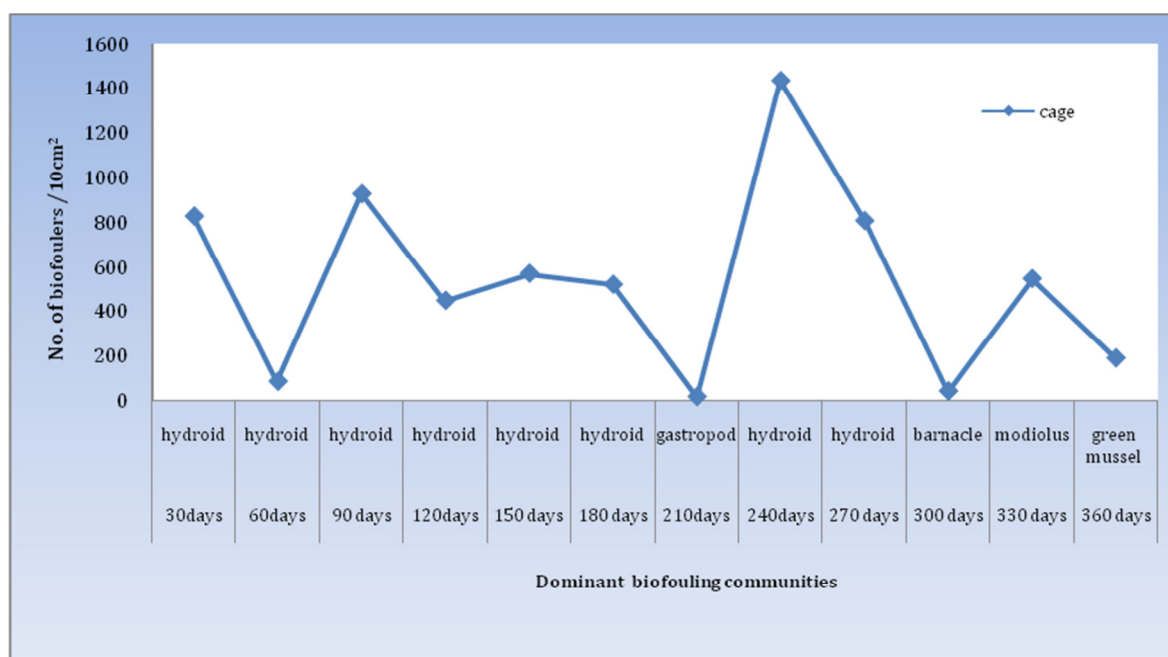 1600
1400
1200
1000
800
600
400
200
0
No. of biofoulers /10cm²
cage
hydroid hydroid hydroid hydroid hydroid hydroid gastropod hydroid hydroid barnacle modiolus green
mussel
30days 60days 90 days 120days 150 days 180 days 210days 240days 270 days 300 days 330 days 360 days
Dominant biofouling communities